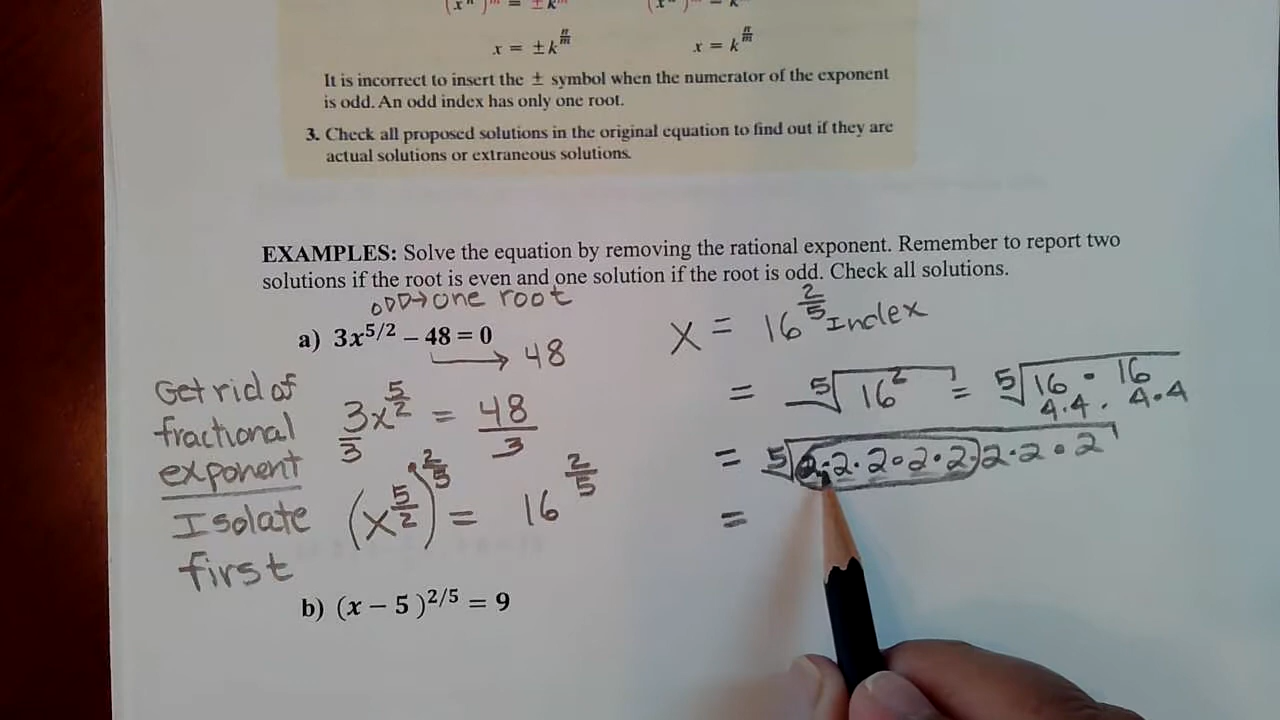 (xⁿ)ᵐ = ±kᵐ
x = ±k^(n/m) x = k^(n/m)
It is incorrect to insert the ± symbol when the numerator of the exponent
is odd. An odd index has only one root.
3. Check all proposed solutions in the original equation to find out if they are
actual solutions or extraneous solutions.
EXAMPLES: Solve the equation by removing the rational exponent. Remember to report two
solutions if the root is even and one solution if the root is odd. Check all solutions.
ODD→one root
a) 3x^(5/2) – 48 = 0
→ 48
Get rid of
fractional
exponent
Isolate
first
3x^(5/2) / 3 = 48/3
(x^(5/2))^(2/5) = 16^(2/5)
x = 16^(2/5) Index
= ⁵√16² = ⁵√16 • 16
4.4 . 4.4
= ⁵√2•2•2•2•2•2•2•2
=
b) (x – 5)^(2/5) = 9